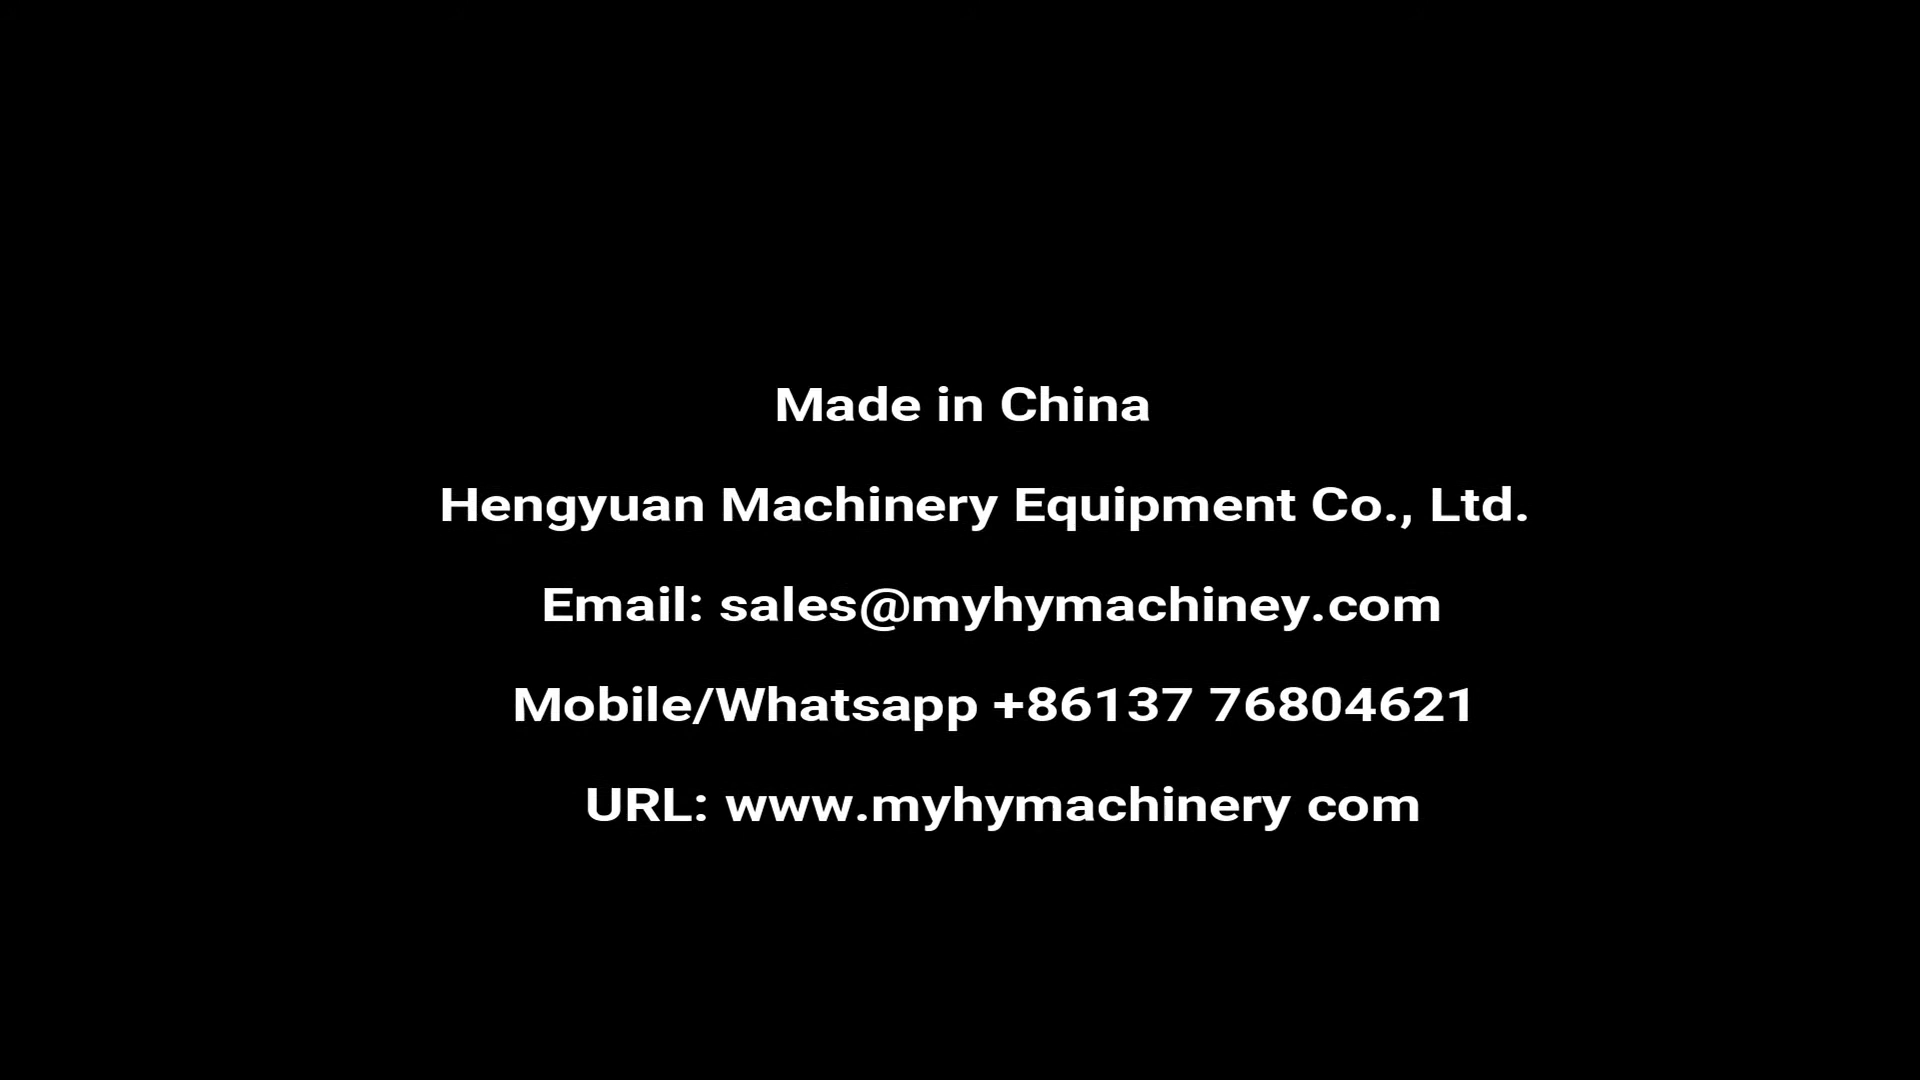 Made in China
Hengyuan Machinery Equipment Co., Ltd.
Email: sales@myhymachiney.com
Mobile/Whatsapp +86137 76804621
URL: www.myhymachinery com